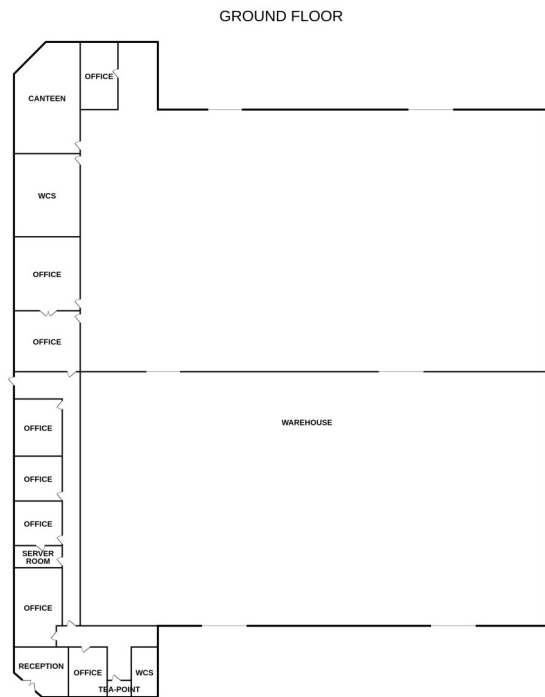 GROUND FLOOR
OFFICE
CANTEEN
WCS
OFFICE
OFFICE
WAREHOUSE
OFFICE
OFFICE
OFFICE
SERVER
ROOM
OFFICE
RECEPTION
OFFICE
WCS
TEA-POINT